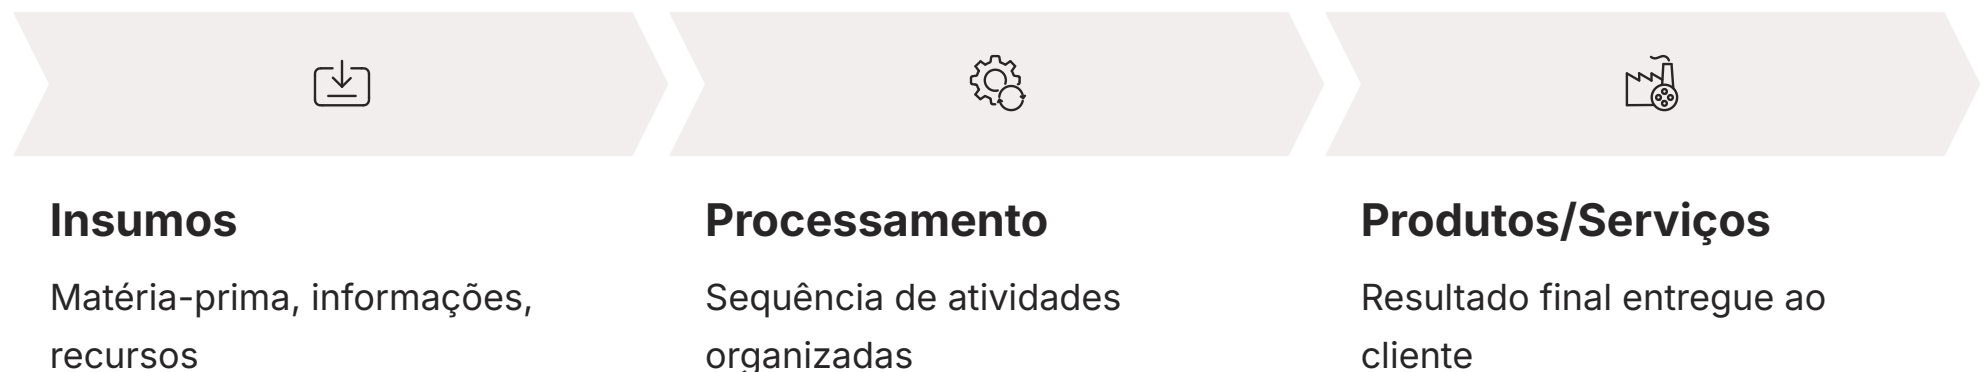 Insumos
Matéria-prima, informações,
recursos
Processamento
Sequência de atividades
organizadas
Produtos/Serviços
Resultado final entregue ao
cliente